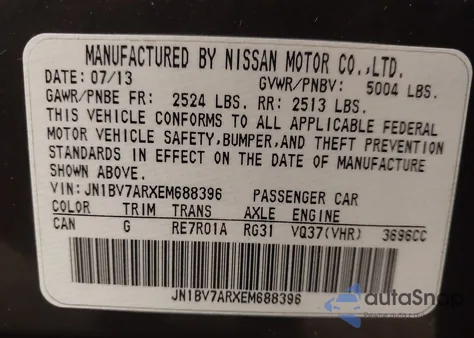 MANUFACTURED BY NISSAN MOTOR CO.,LTD.
DATE: 07/13 GVWR/PNBV: 5004 LBS.
GAWR/PNBE FR: 2524 LBS. RR: 2513 LBS.
THIS VEHICLE CONFORMS TO ALL APPLICABLE FEDERAL
MOTOR VEHICLE SAFETY,BUMPER,AND THEFT PREVENTION
STANDARDS IN EFFECT ON THE DATE OF MANUFACTURE
SHOWN ABOVE.
VIN: JN1BV7ARXEM688396 PASSENGER CAR
COLOR TRIM TRANS AXLE ENGINE
CAN G RE7R01A RG31 VQ37(VHR) 3696CC
JN1BV7ARXEM688396
autaSnap